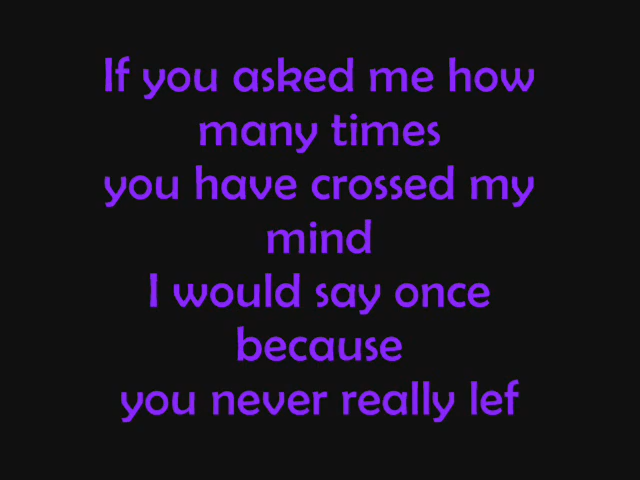 If you asked me how
many times
you have crossed my
mind
I would say once
because
you never really lef